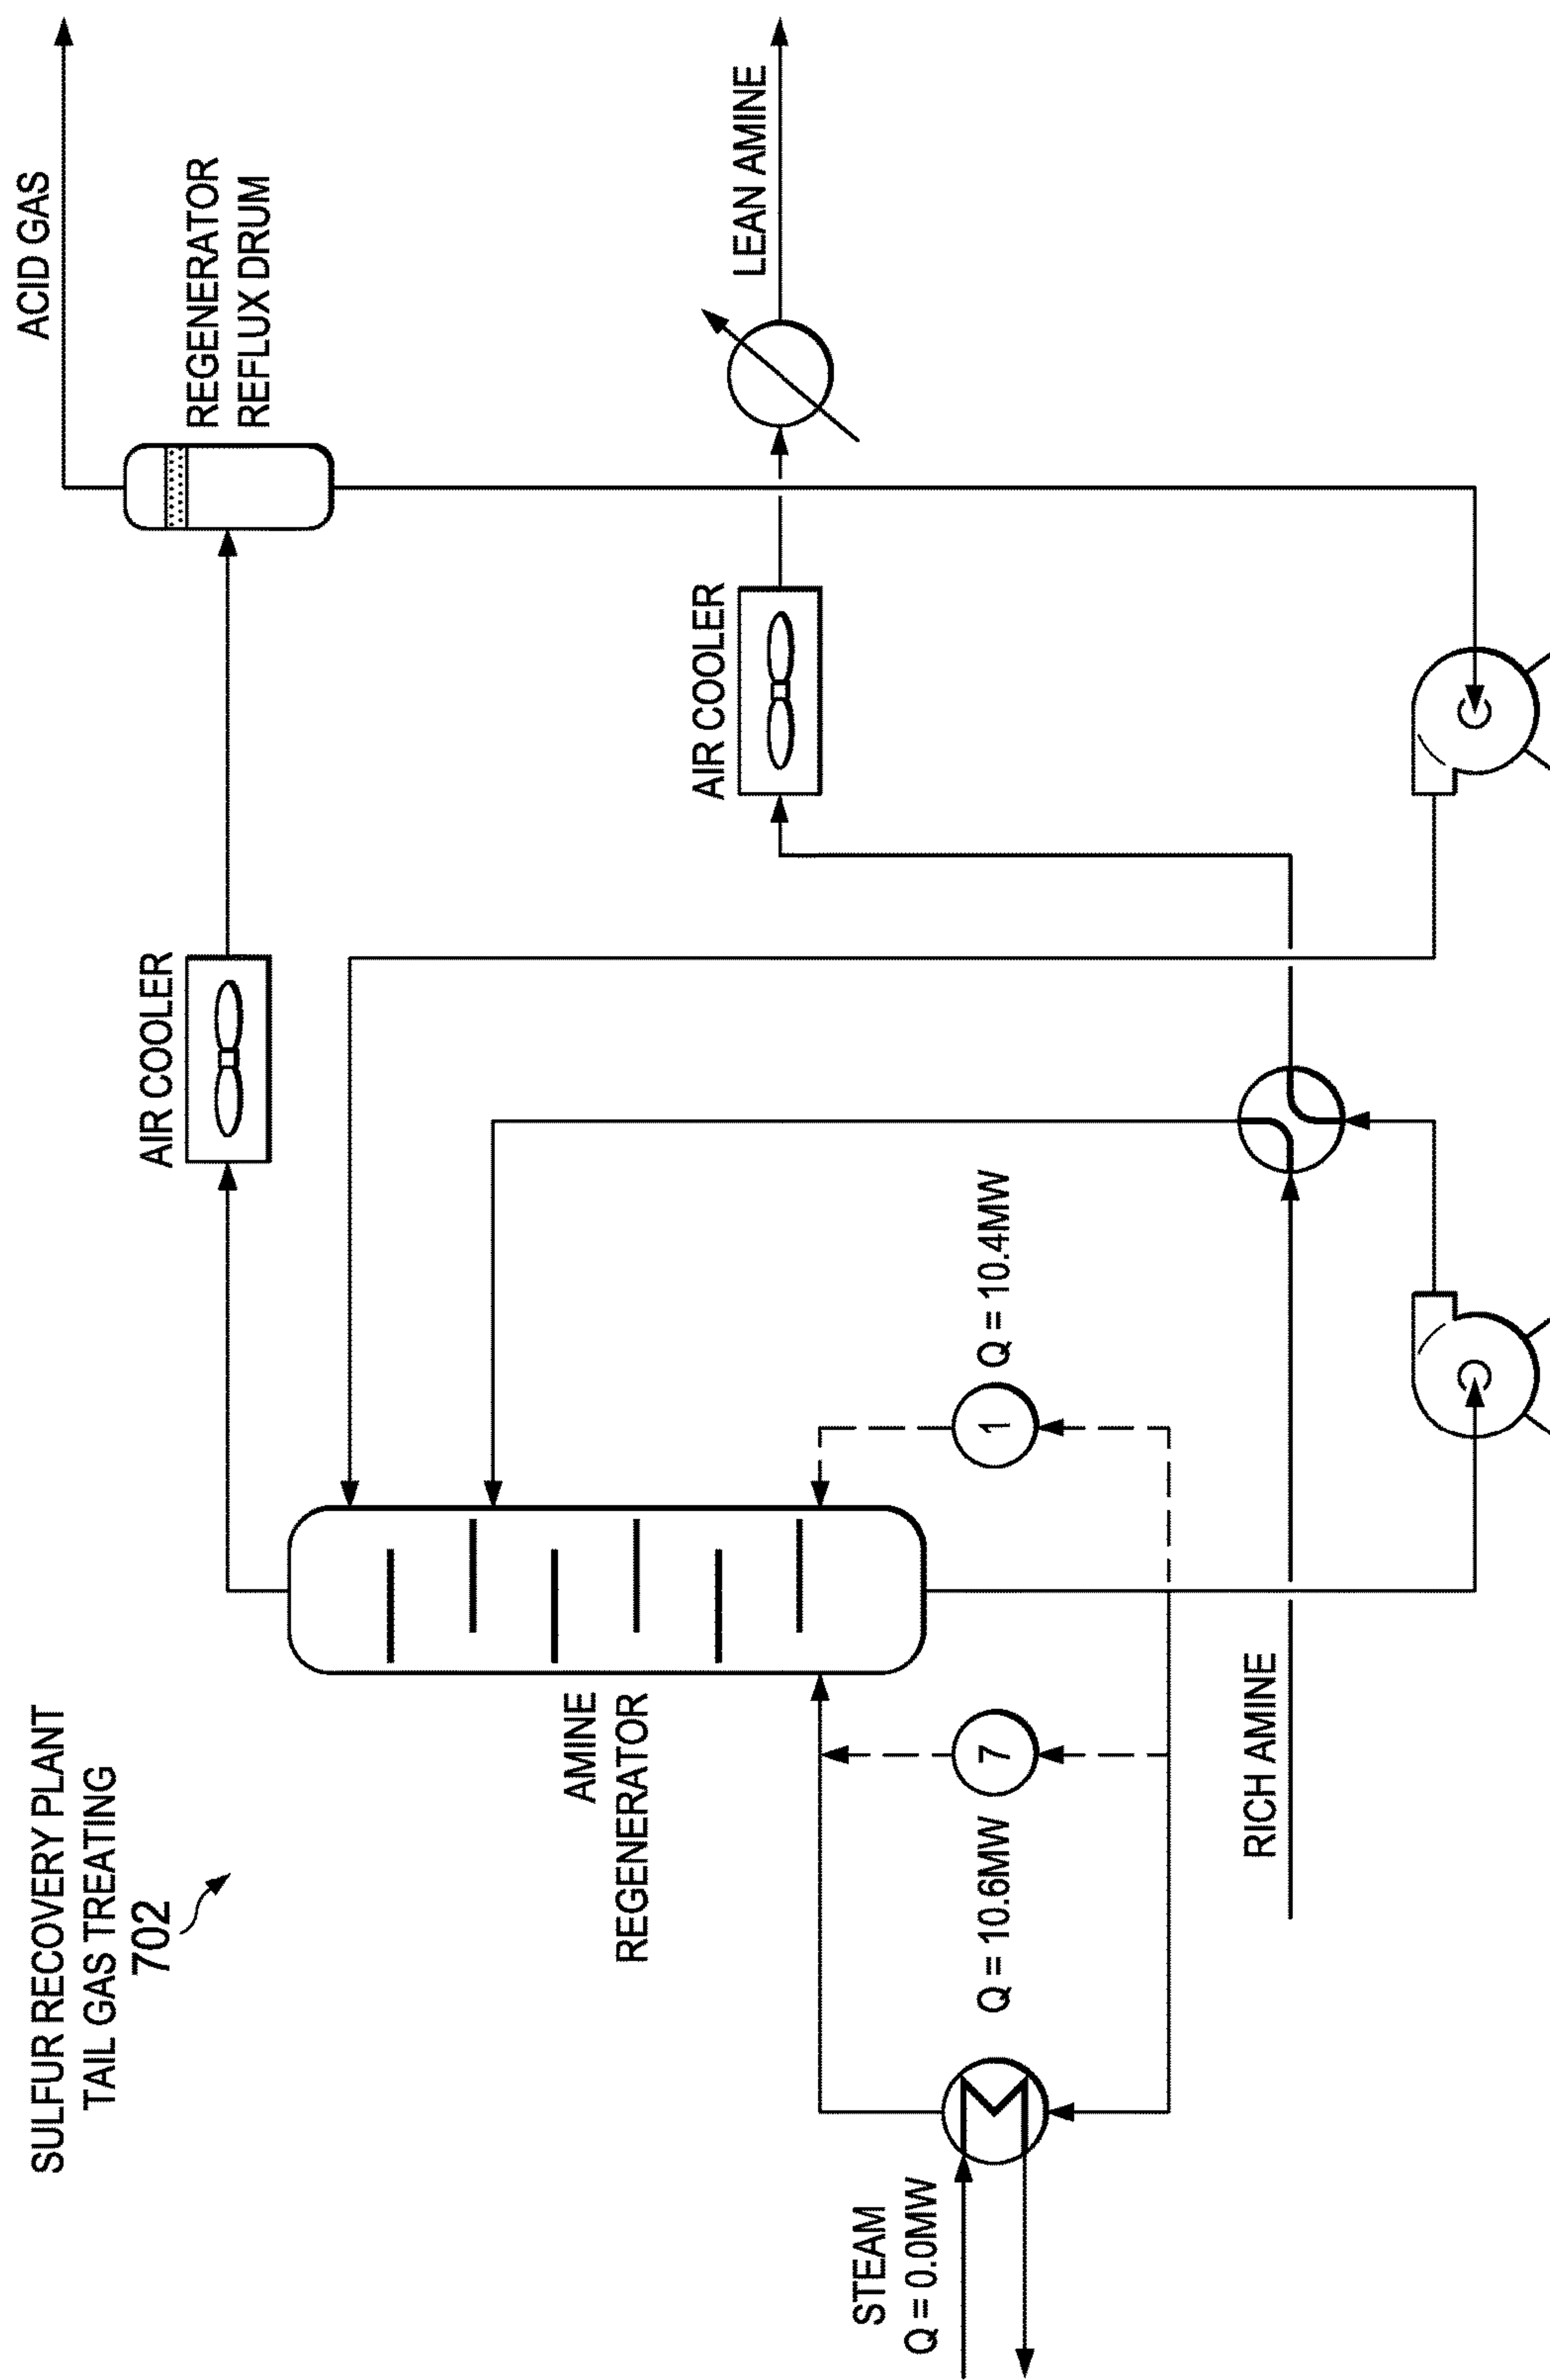 SULFUR RECOVERY PLANT
TAIL GAS TREATING
702
ACID GAS
REGENERATOR
REFLUX DRUM
AIR COOLER
AMINE
REGENERATOR
AIR COOLER
LEAN AMINE
STEAM
Q = 0.0MW
Q = 10.6MW
7
1
Q = 10.4MW
RICH AMINE